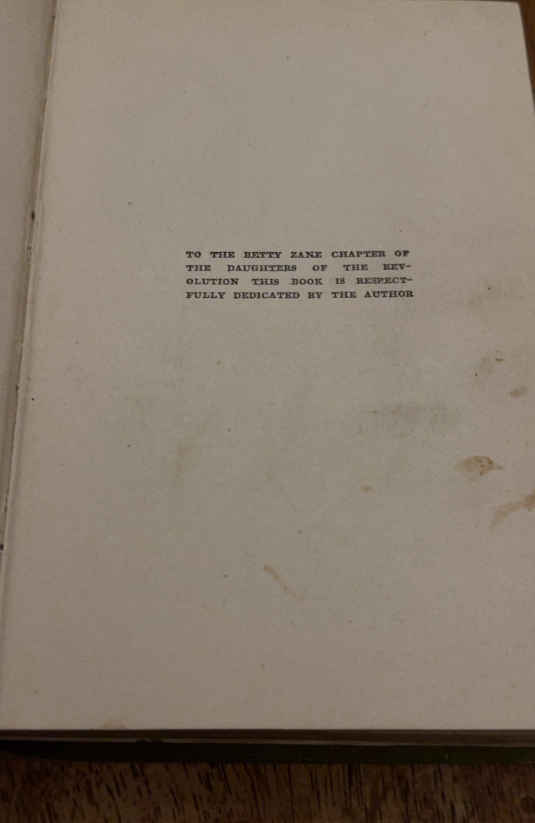 TO THE BETTY ZANE CHAPTER OF
THE DAUGHTERS OF THE REV-
OLUTION THIS BOOK IS RESPECT-
FULLY DEDICATED BY THE AUTHOR